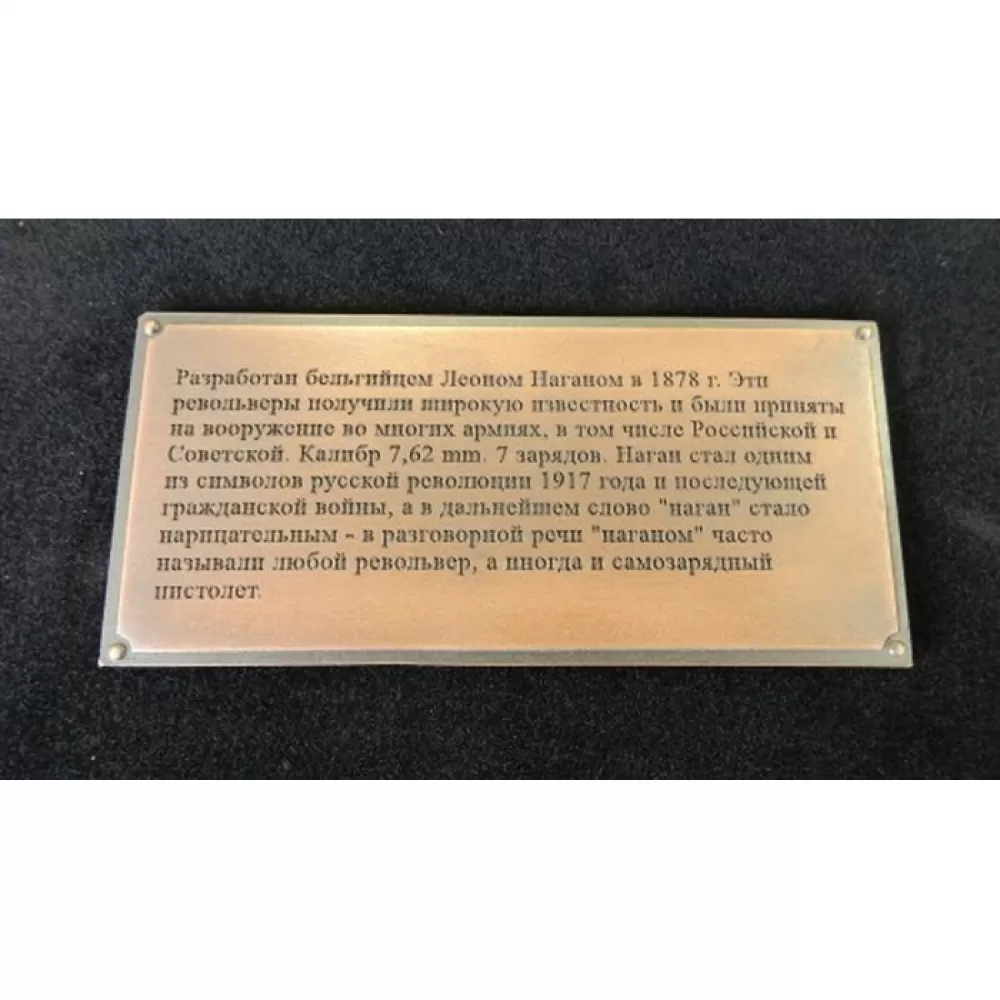 Разработан бельгийцем Леоном Наганом в 1878 г. Эти
револьверы получили широкую известность и были приняты
на вооружение во многих армиях, в том числе Российской и
Советской. Калибр 7,62 mm. 7 зарядов. Наган стал одним
из символов русской революции 1917 года и последующей
гражданской войны, а в дальнейшем слово "наган" стало
нарицательным - в разговорной речи "наганом" часто
называли любой револьвер, а иногда и самозарядный
пистолет.